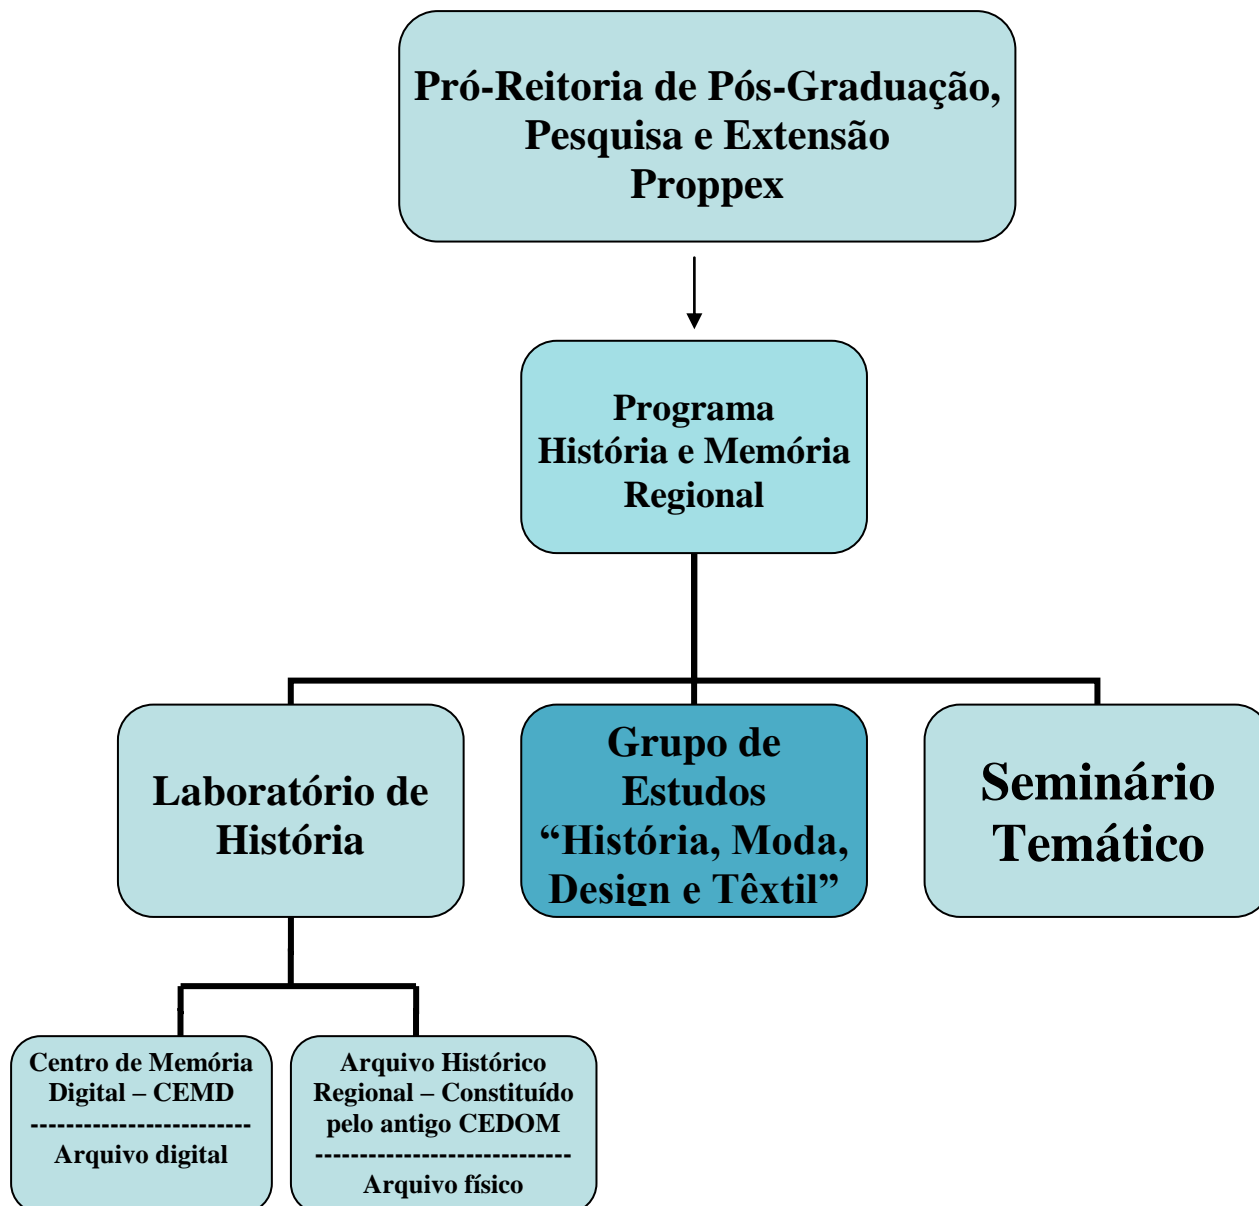 Pró-Reitoria de Pós-Graduação,
Pesquisa e Extensão
Proppex
Programa
História e Memória
Regional
Laboratório de
História
Grupo de
Estudos
“História, Moda,
Design e Têxtil”
Seminário
Temático
Centro de Memória
Digital – CEMD
-------------------------
Arquivo digital
Arquivo Histórico
Regional – Constituído
pelo antigo CEDOM
-----------------------------
Arquivo físico